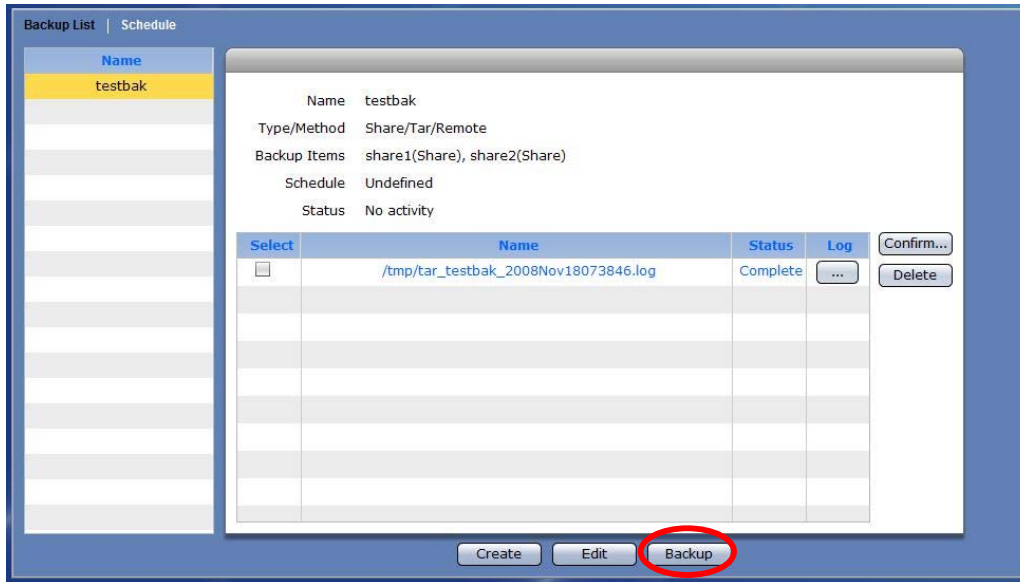 Backup List | Schedule
Name
testbak
Name testbak
Type/Method Share/Tar/Remote
Backup Items share1(Share), share2(Share)
Schedule Undefined
Status No activity
Select Name Status Log
Confirm...
/tmp/tar_testbak_2008Nov18073846.log Complete ...
Delete
Create Edit Backup